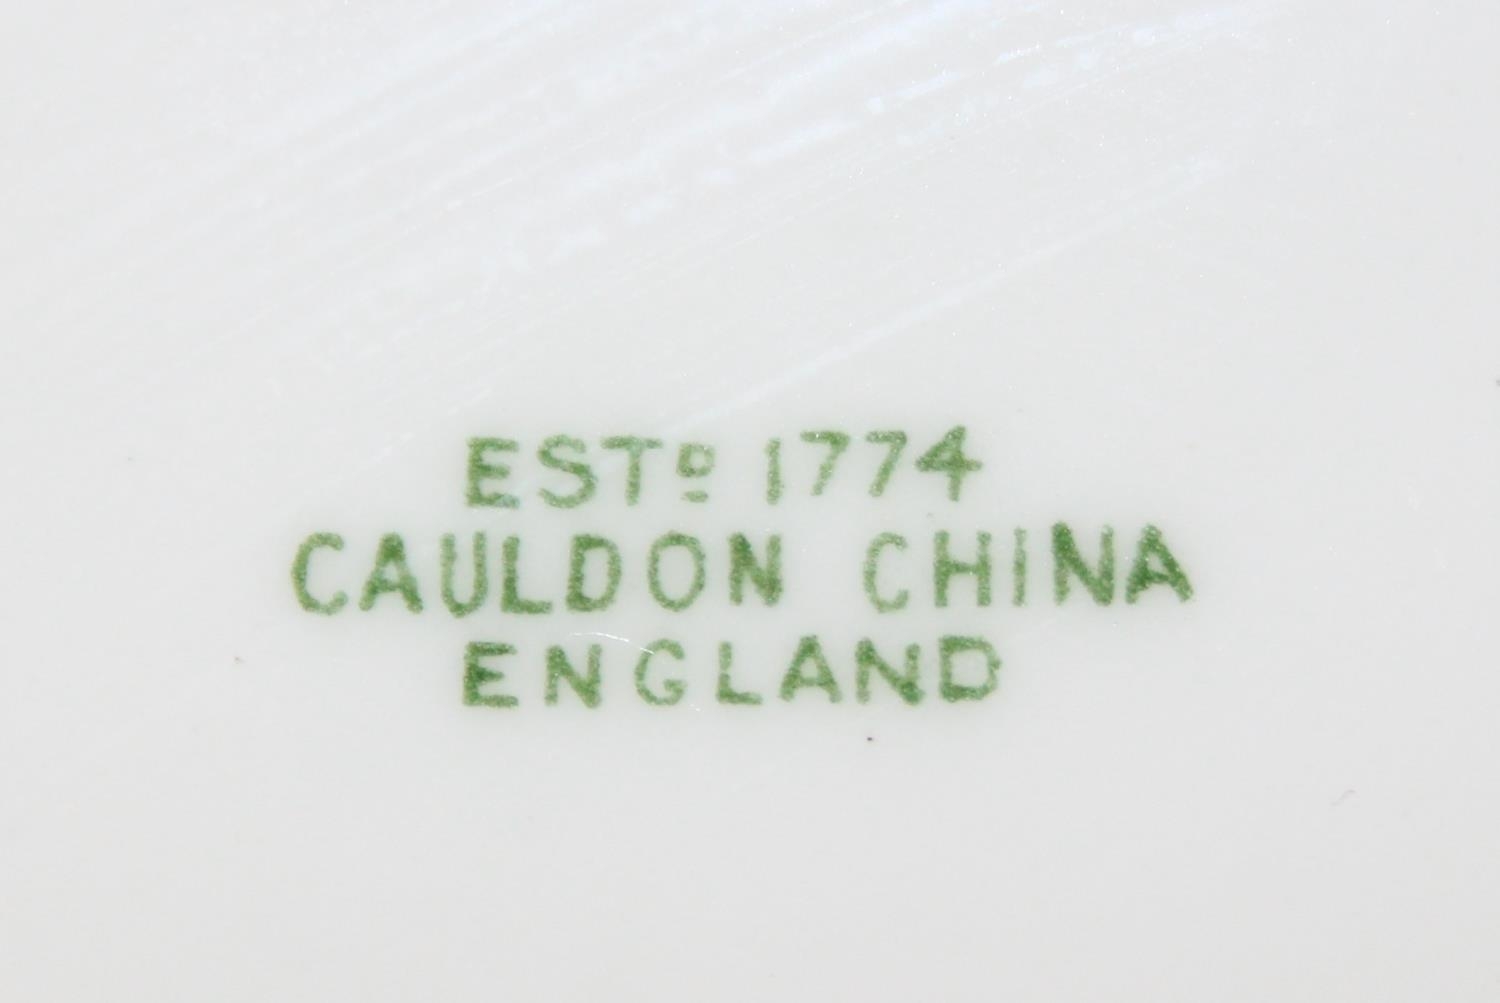 ESTᴰ 1774
CAULDON CHINA
ENGLAND